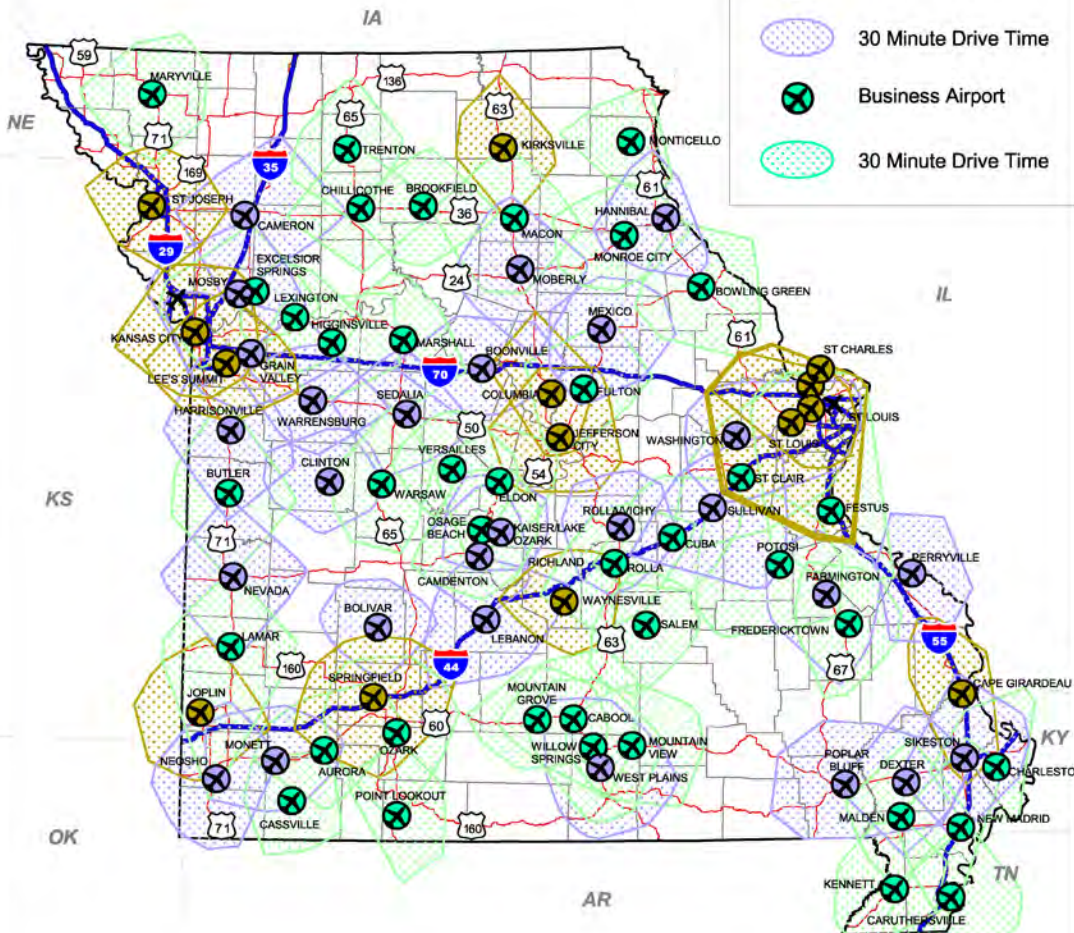 IA
30 Minute Drive Time
Business Airport
30 Minute Drive Time
59
MARYVILLE
136
63
65
NE
71
169
35
TRENTON
KIRKSVILLE
MONTICELLO
61
ST JOSEPH
CAMERON
CHILLICOTHE
BROOKFIELD
36
MACON
HANNIBAL
MONROE CITY
29
EXCELSIOR
SPRINGS
MOSBY
LEXINGTON
24
MOBERLY
BOWLING GREEN
IL
MEXICO
KANSAS CITY
HIGGINSVILLE
MARSHALL
BOONVILLE
61
ST CHARLES
LEE'S SUMMIT
GRAIN
VALLEY
70
COLUMBIA
FULTON
HARRISONVILLE
WARRENSBURG
SEDALIA
50
JEFFERSON
CITY
WASHINGTON
ST LOUIS
ST LOUIS
VERSAILLES
54
BUTLER
CLINTON
WARSAW
ELDON
ST CLAIR
KS
71
65
OSAGE
BEACH
KAISER/LAKE
OZARK
ROLLA/VICHY
SULLIVAN
FESTUS
CUBA
CAMDENTON
RICHLAND
ROLLA
POTOSI
PERRYVILLE
NEVADA
FARMINGTON
BOLIVAR
LEBANON
WAYNESVILLE
SALEM
FREDERICKTOWN
LAMAR
160
44
63
67
55
JOPLIN
SPRINGFIELD
60
MOUNTAIN
GROVE
CABOOL
CAPE GIRARDEAU
KY
MONETT
OZARK
WILLOW
SPRINGS
MOUNTAIN
VIEW
SIKESTON
NEOSHO
AURORA
WEST PLAINS
POPLAR
BLUFF
DEXTER
CHARLESTO
CASSVILLE
POINT LOOKOUT
MALDEN
NEW MADRID
OK
71
160
TN
KENNETT
AR
CARUTHERSVILLE